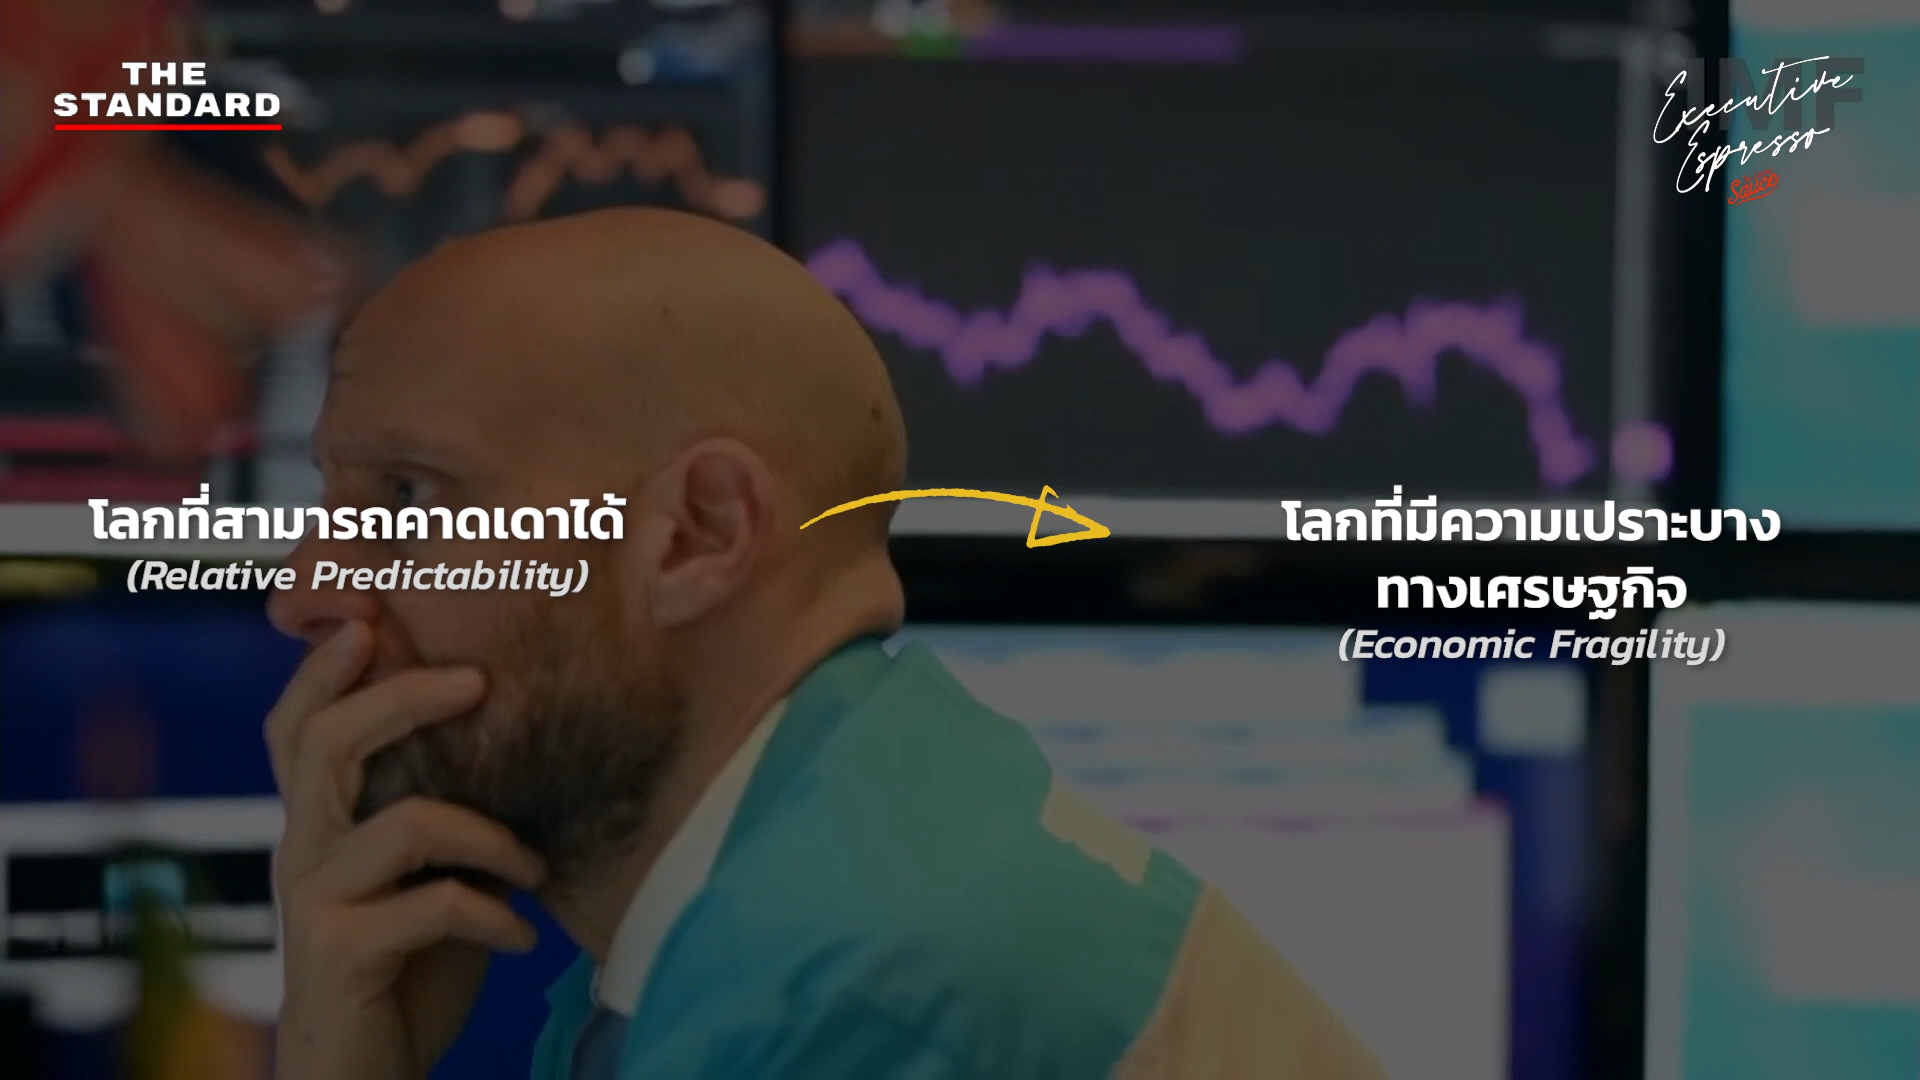 THE
STANDARD
IMF
Executive
Espresso
Sauce
โลกที่สามารถคาดเดาได้
(Relative Predictability)
โลกที่มีความเปราะบาง
ทางเศรษฐกิจ
(Economic Fragility)